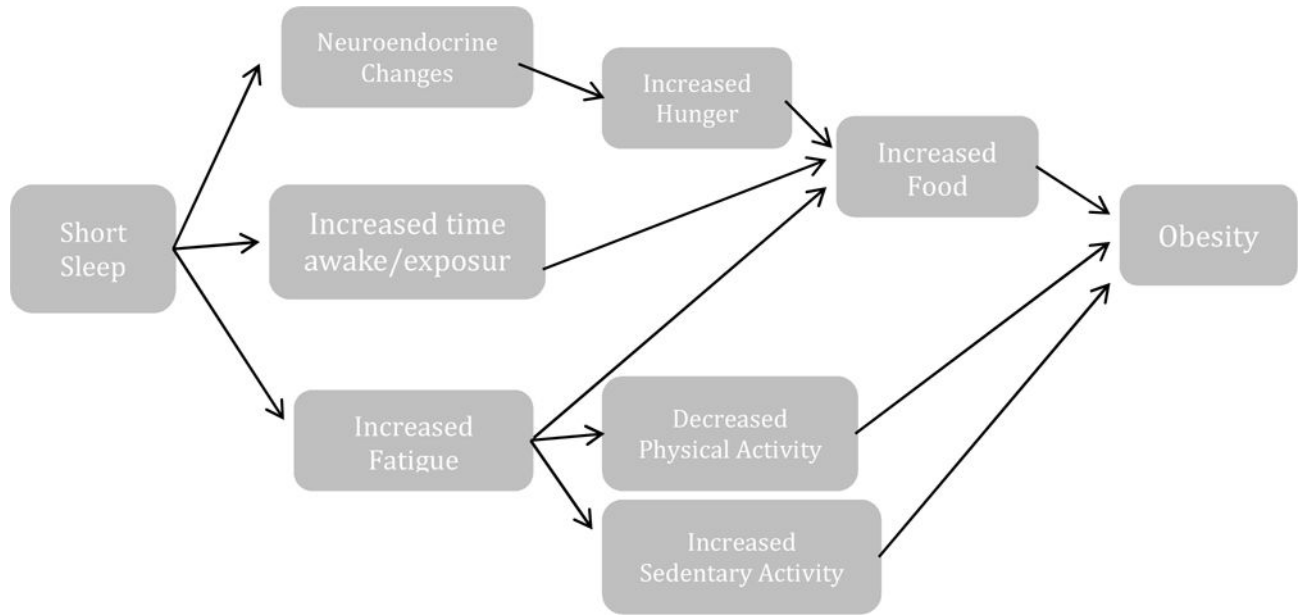 Neuroendocrine
Changes
Increased
Hunger
Increased
Food
Short
Sleep
Increased time
awake/exposur
Obesity
Increased
Fatigue
Decreased
Physical Activity
Increased
Sedentary Activity